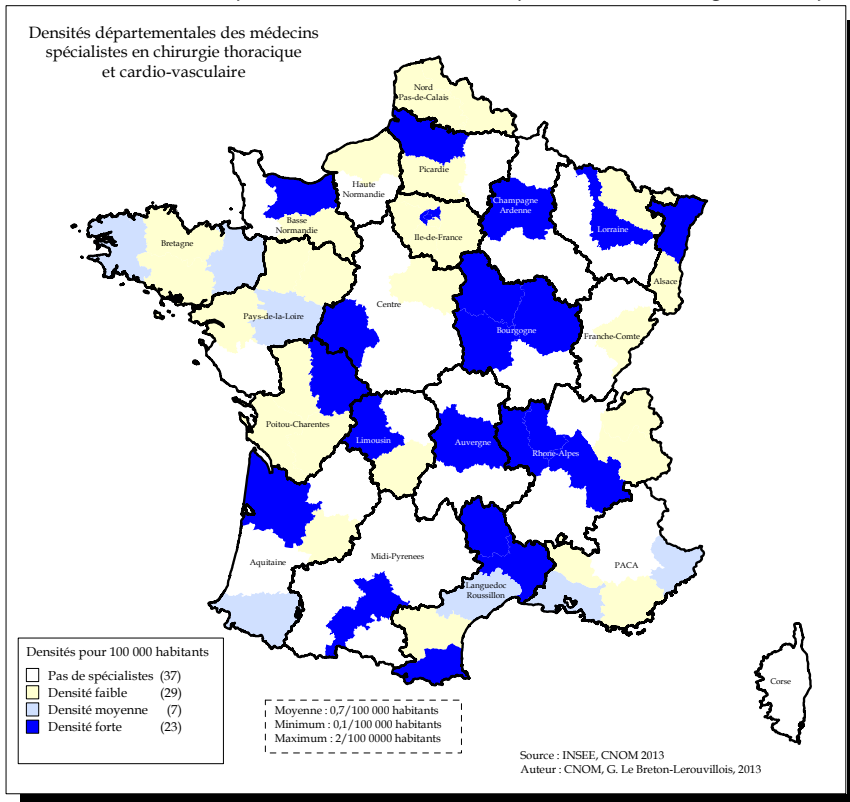 Densités départementales des médecins
spécialistes en chirurgie thoracique
et cardio-vasculaire
Nord
Pas-de-Calais
Picardie
Haute
Normandie
Basse
Normandie
Champagne
Ardenne
Lorraine
Ile-de-France
Bretagne
Alsace
Centre
Pays-de-la-Loire
Bourgogne
Franche-Comte
Poitou-Charentes
Limousin
Auvergne
Rhone-Alpes
Aquitaine
Midi-Pyrenees
PACA
Languedoc
Roussillon
Corse
Densités pour 100 000 habitants
Pas de spécialistes (37)
Densité faible (29)
Densité moyenne (7)
Densité forte (23)
Moyenne : 0,7/100 000 habitants
Minimum : 0,1/100 000 habitants
Maximum : 2/100 0000 habitants
Source : INSEE, CNOM 2013
Auteur : CNOM, G. Le Breton-Lerouvillois, 2013